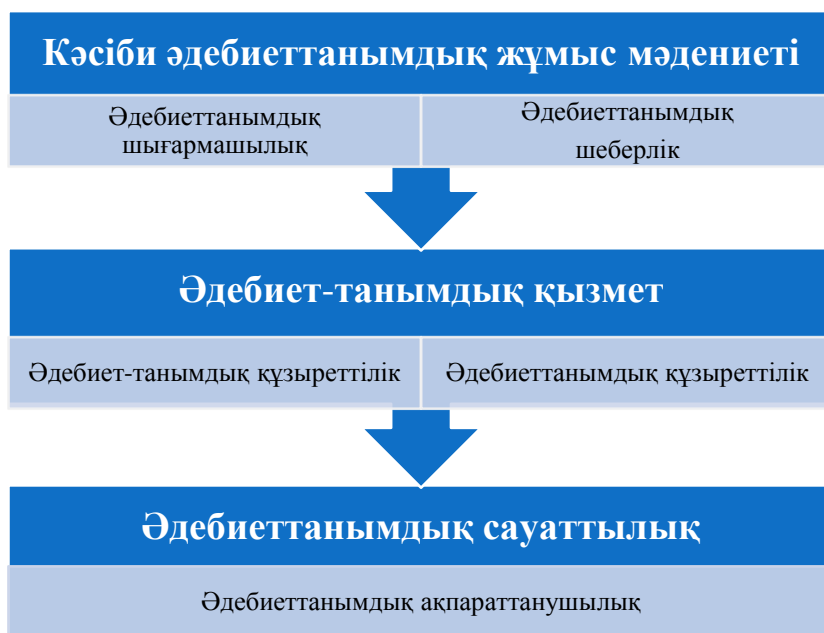 Кәсіби әдебиеттанымдық жұмыс мәдениеті
Әдебиеттанымдық
шығармашылық
Әдебиеттанымдық
шеберлік
Әдебиет-танымдық қызмет
Әдебиет-танымдық құзыреттілік
Әдебиеттанымдық құзыреттілік
Әдебиеттанымдық сауаттылық
Әдебиеттанымдық ақпараттанушылық